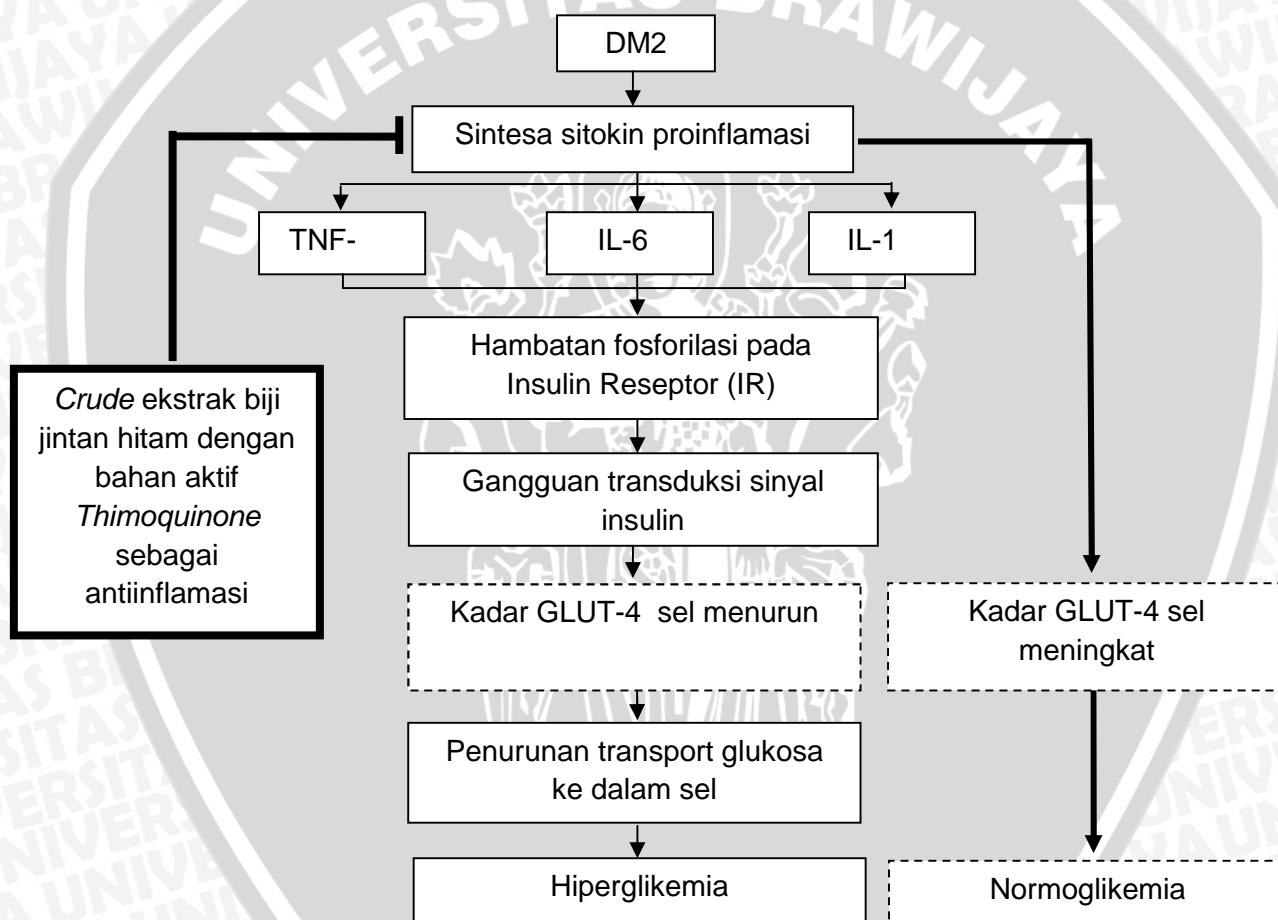 UNIVERSITAS BRAWIJAYA
DM2
Sintesa sitokin proinflamasi
TNF-
IL-6
IL-1
Hambatan fosforilasi pada
Insulin Reseptor (IR)
Crude ekstrak biji
jintan hitam dengan
bahan aktif
Thimoquinone
sebagai
antiinflamasi
Gangguan transduksi sinyal
insulin
Kadar GLUT-4 sel menurun
Kadar GLUT-4 sel
meningkat
Penurunan transport glukosa
ke dalam sel
Hiperglikemia
Normoglikemia